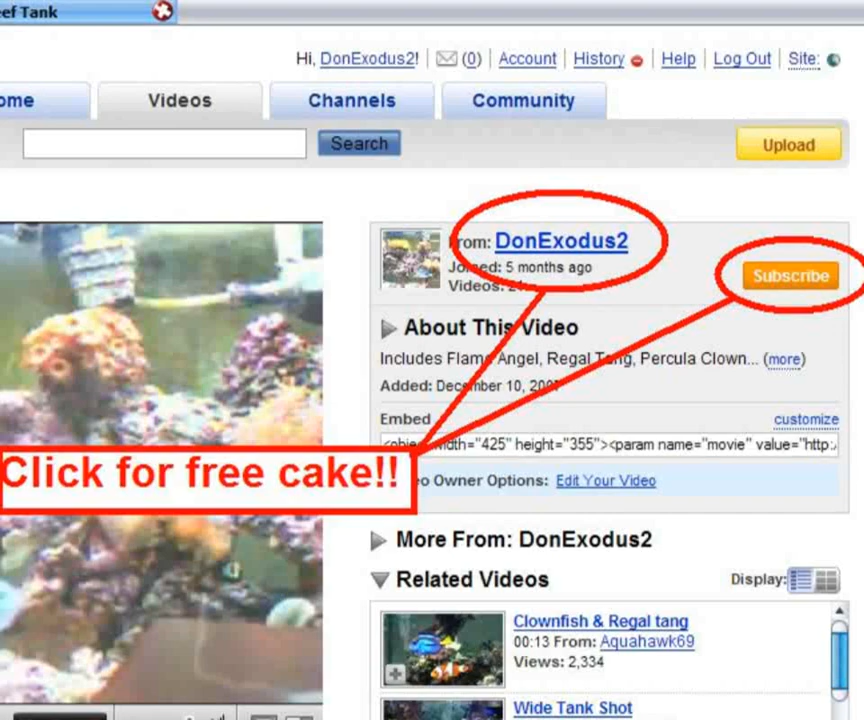 eef Tank
Hi, DonExodus2! (0) Account History Help Log Out Site:
ome Videos Channels Community
Search Upload
From: DonExodus2
Joined: 5 months ago
Videos:
Subscribe
About This Video
Includes Flame Angel, Regal Tang, Percula Clown... (more)
Added: December 10, 200
Embed customize
<object width="425" height="355"><param name="movie" value="http:
Click for free cake!!
eo Owner Options: Edit Your Video
More From: DonExodus2
Related Videos Display:
Clownfish & Regal tang
00:13 From: Aquahawk69
Views: 2,334
Wide Tank Shot